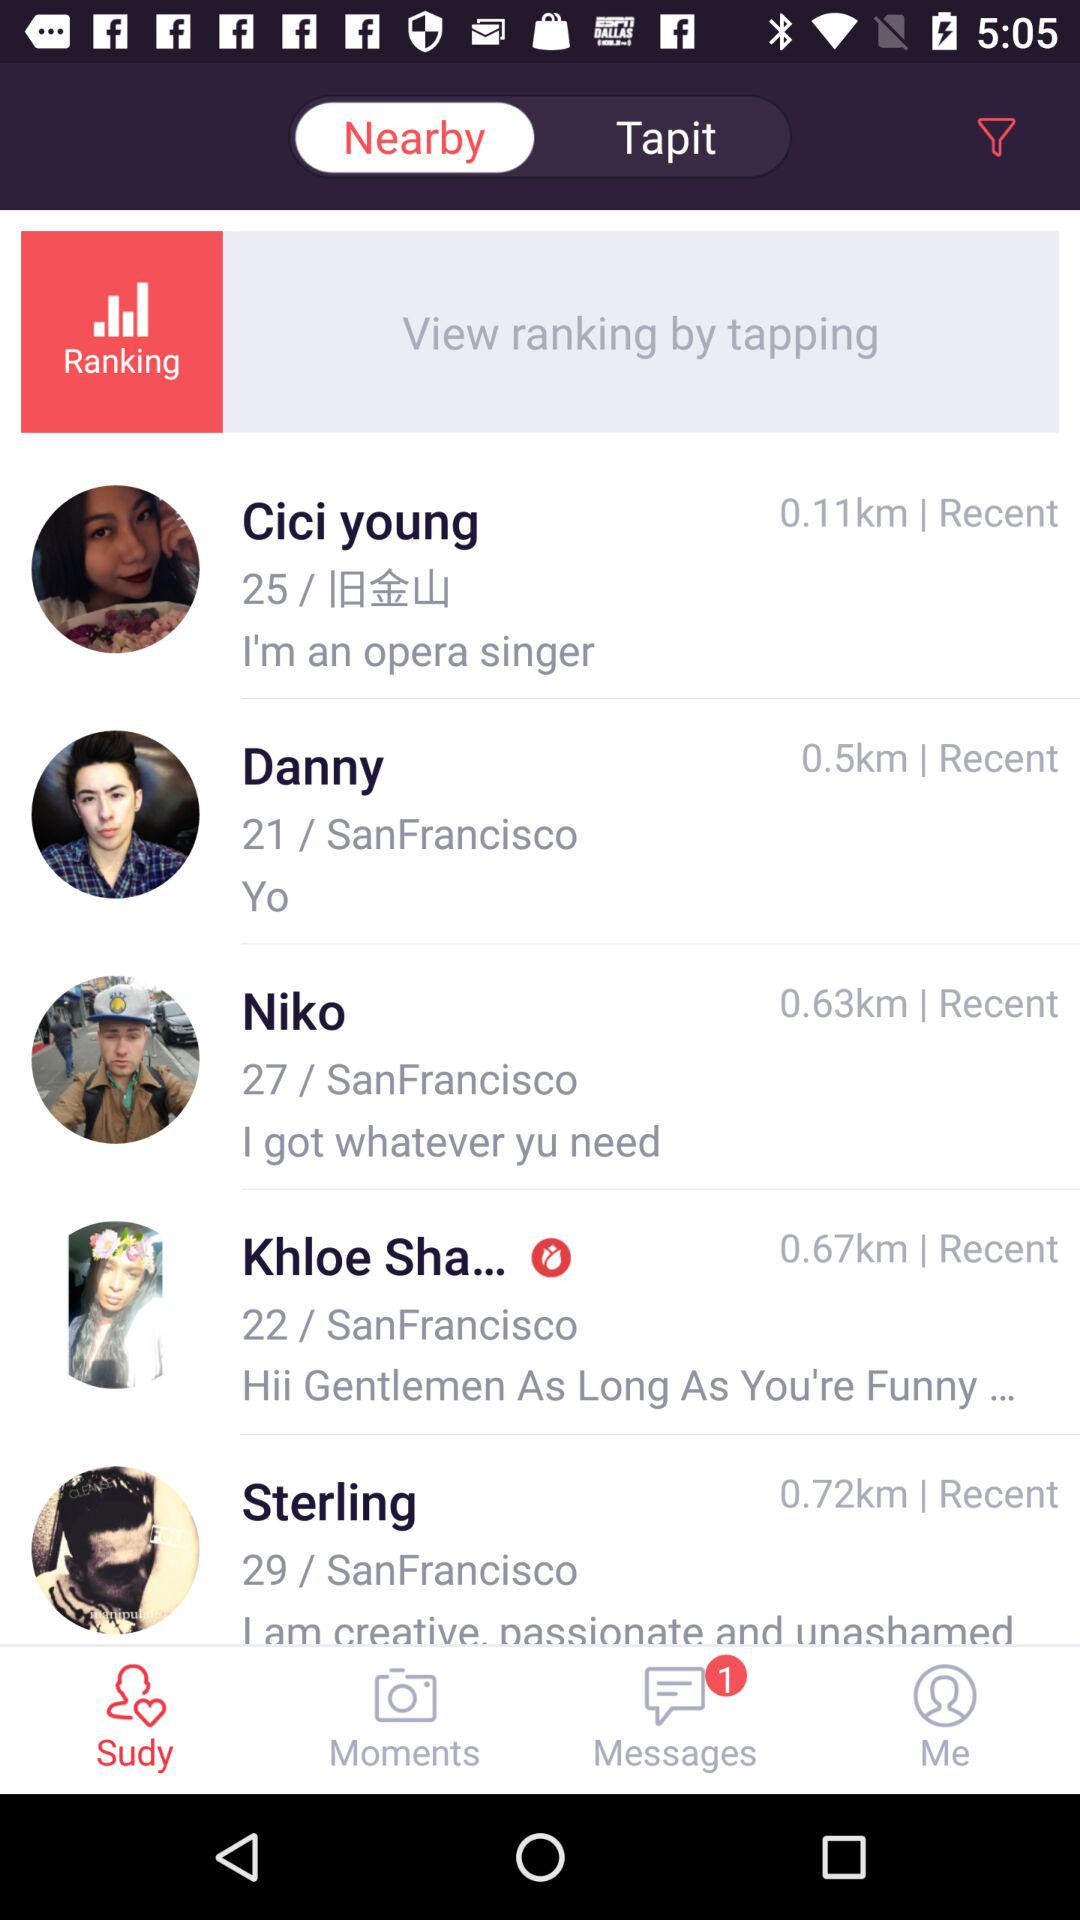 ESPN
DALLAS
5:05
Nearby
Tapit
Ranking
View ranking by tapping
Cici young
0.11km | Recent
25 / 旧金山
I'm an opera singer
Danny
0.5km | Recent
21 / SanFrancisco
Yo
Niko
0.63km | Recent
27 / SanFrancisco
I got whatever yu need
Khloe Sha...
0.67km | Recent
22 / SanFrancisco
Hii Gentlemen As Long As You're Funny ...
Sterling
0.72km | Recent
29 / SanFrancisco
I am creative, passionate and unashamed
1
Sudy
Moments
Messages
Me